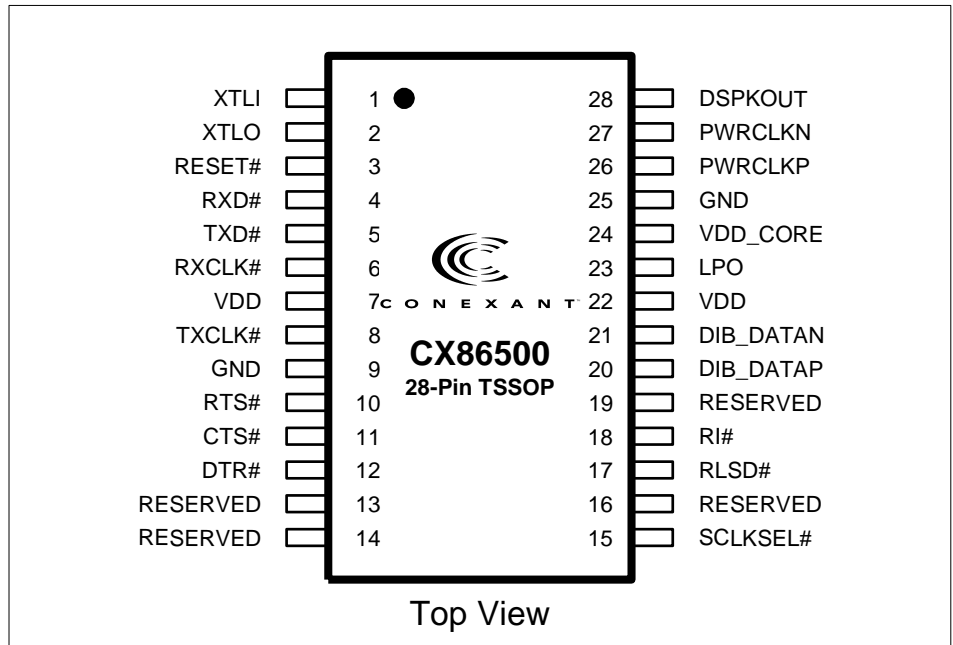 XTLI 1 28 DSPKOUT
XTLO 2 27 PWRCLKN
RESET# 3 26 PWRCLKP
RXD# 4 25 GND
TXD# 5 24 VDD_CORE
RXCLK# 6 23 LPO
VDD 7 CONEXANT 22 VDD
TXCLK# 8 21 DIB_DATAN
CX86500
GND 9 20 DIB_DATAP
28-Pin TSSOP
RTS# 10 19 RESERVED
CTS# 11 18 RI#
DTR# 12 17 RLSD#
RESERVED 13 16 RESERVED
RESERVED 14 15 SCLKSEL#
Top View